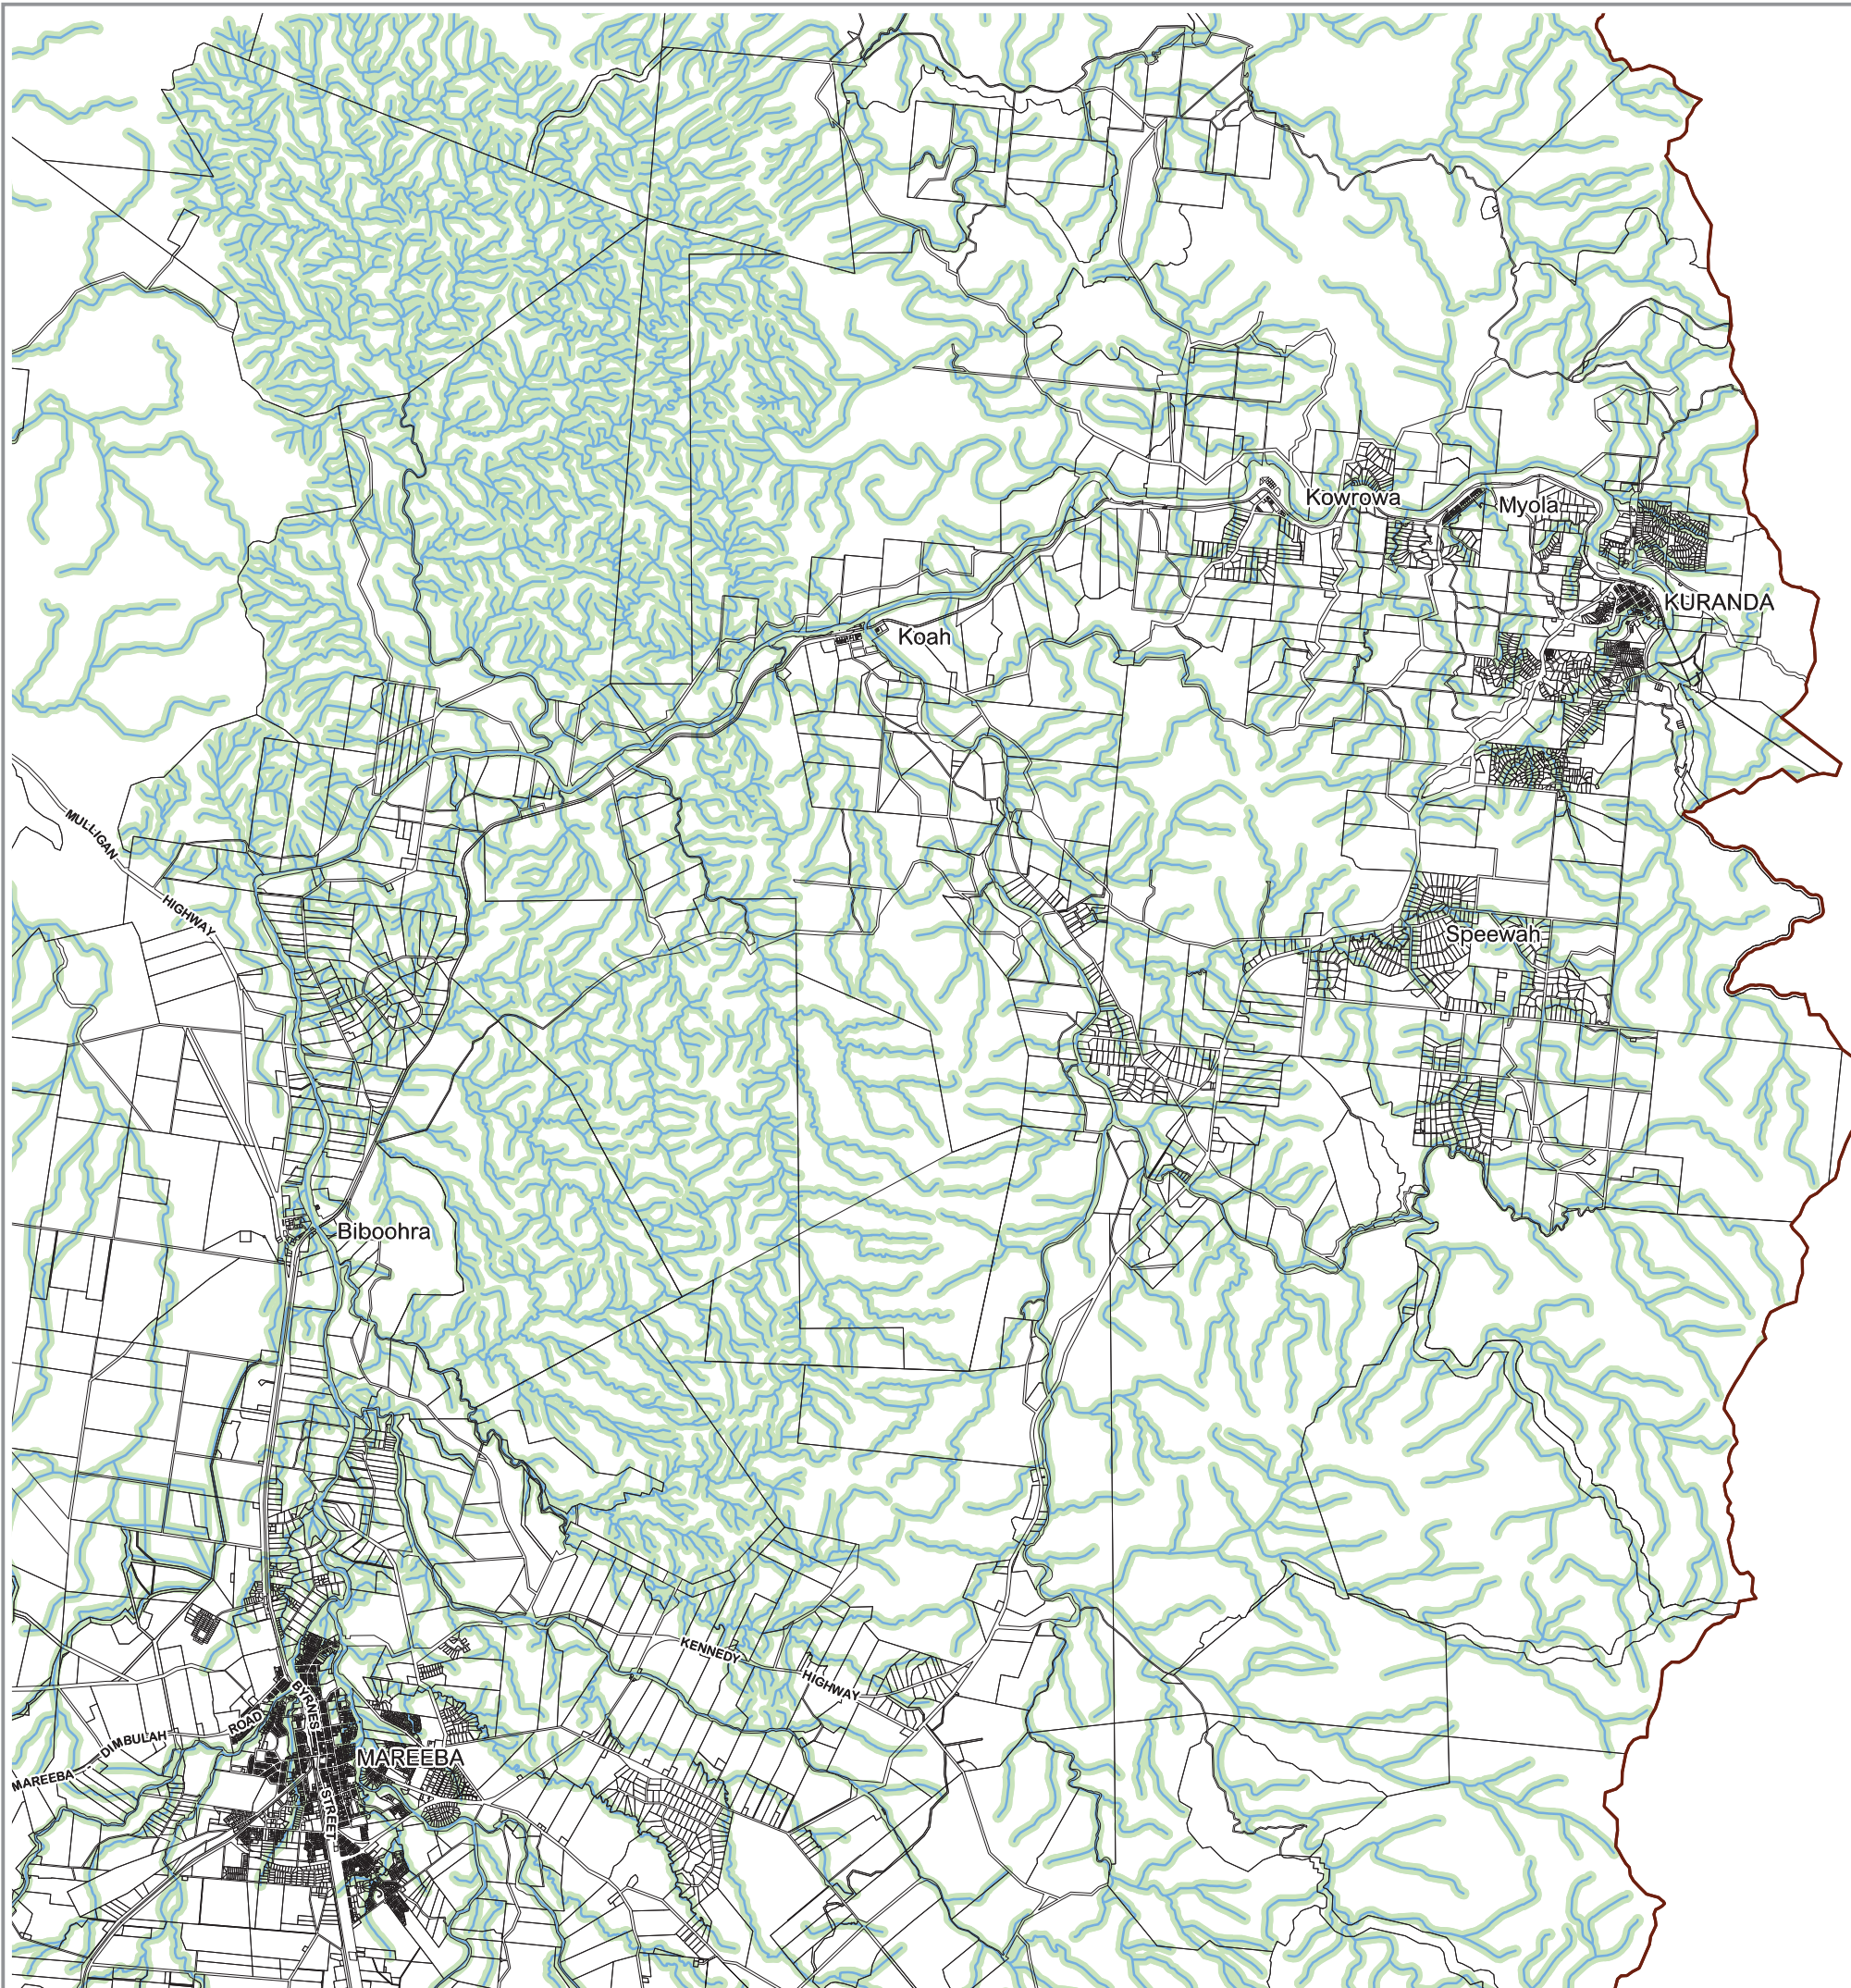 Kowrowa
Myola
KURANDA
Koah
MULLIGAN
HIGHWAY
Speewah
Biboohra
KENNEDY
HIGHWAY
BYRNES
STREET
MAREEBA - DIMBULAH
ROAD
MAREEBA